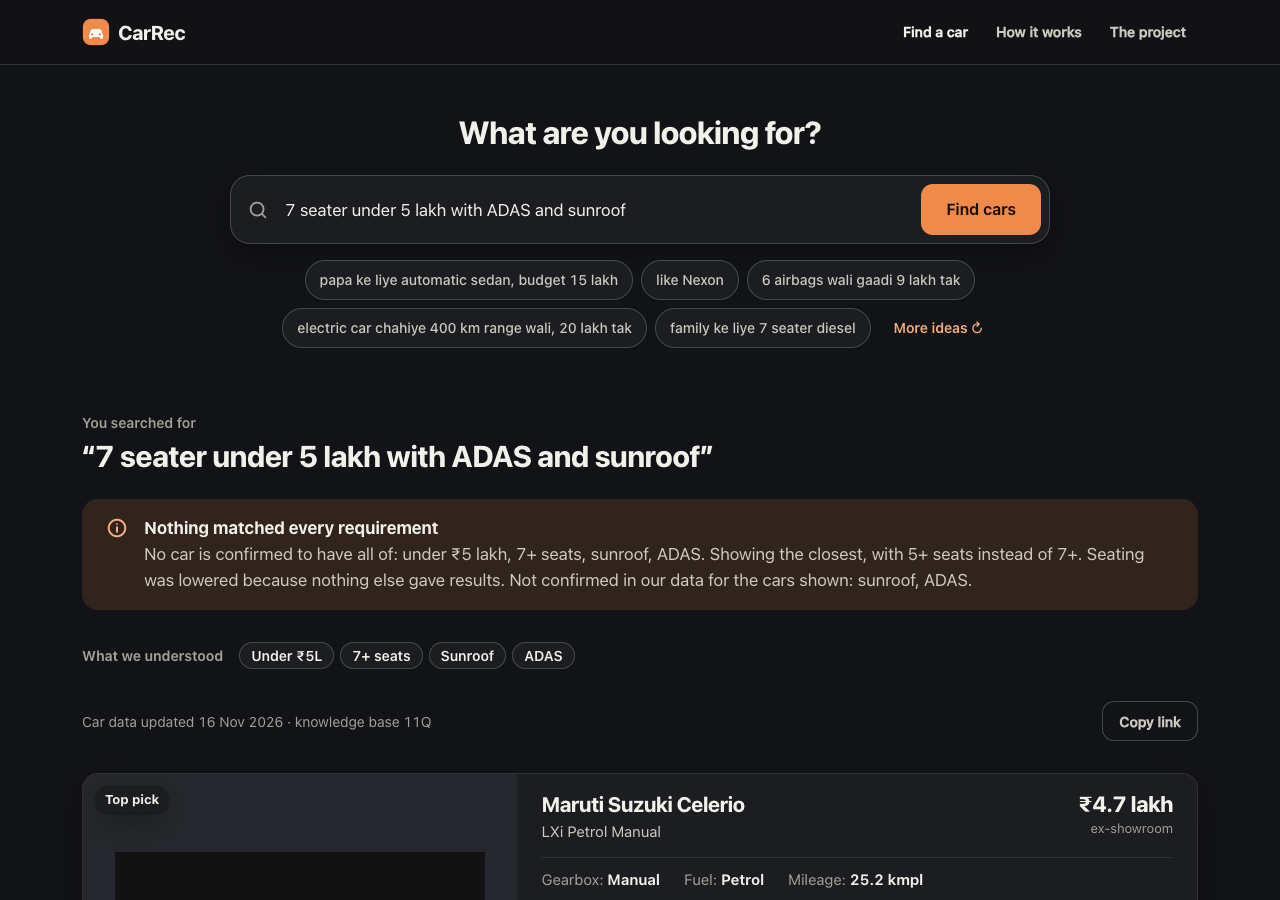 CarRec
Find a car
How it works
The project
What are you looking for?
7 seater under 5 lakh with ADAS and sunroof
Find cars
papa ke liye automatic sedan, budget 15 lakh
like Nexon
6 airbags wali gaadi 9 lakh tak
electric car chahiye 400 km range wali, 20 lakh tak
family ke liye 7 seater diesel
More ideas ↻
You searched for
“7 seater under 5 lakh with ADAS and sunroof”
Nothing matched every requirement
No car is confirmed to have all of: under ₹5 lakh, 7+ seats, sunroof, ADAS. Showing the closest, with 5+ seats instead of 7+. Seating
was lowered because nothing else gave results. Not confirmed in our data for the cars shown: sunroof, ADAS.
What we understood
Under ₹5L
7+ seats
Sunroof
ADAS
Car data updated 16 Nov 2026 · knowledge base 11Q
Copy link
Top pick
Maruti Suzuki Celerio
₹4.7 lakh
LXi Petrol Manual
ex-showroom
Gearbox: Manual
Fuel: Petrol
Mileage: 25.2 kmpl